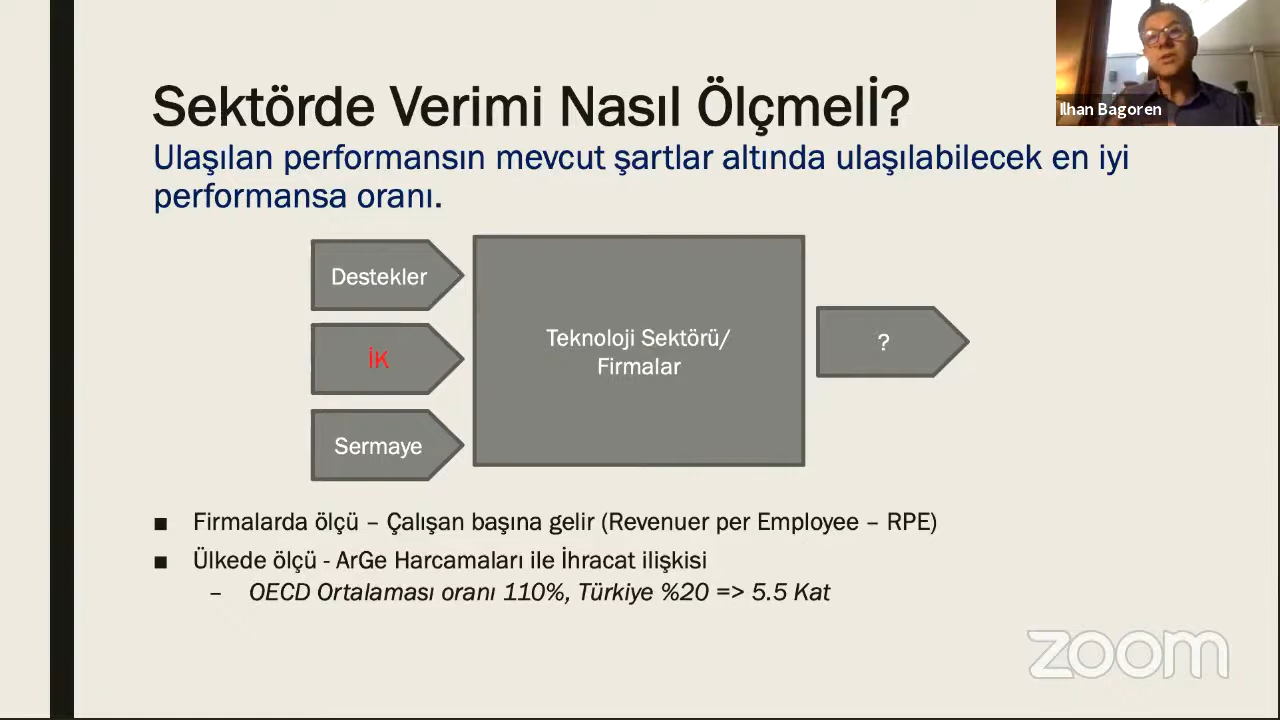 Sektörde Verimi Nasıl Ölçmelİ?
Ulaşılan performansın mevcut şartlar altında ulaşılabilecek en iyi
performansa oranı.
Destekler
İK
Sermaye
Teknoloji Sektörü/
Firmalar
?
■ Firmalarda ölçü – Çalışan başına gelir (Revenuer per Employee – RPE)
■ Ülkede ölçü - ArGe Harcamaları ile İhracat ilişkisi
– OECD Ortalaması oranı 110%, Türkiye %20 => 5.5 Kat
Ilhan Bagoren
zoom